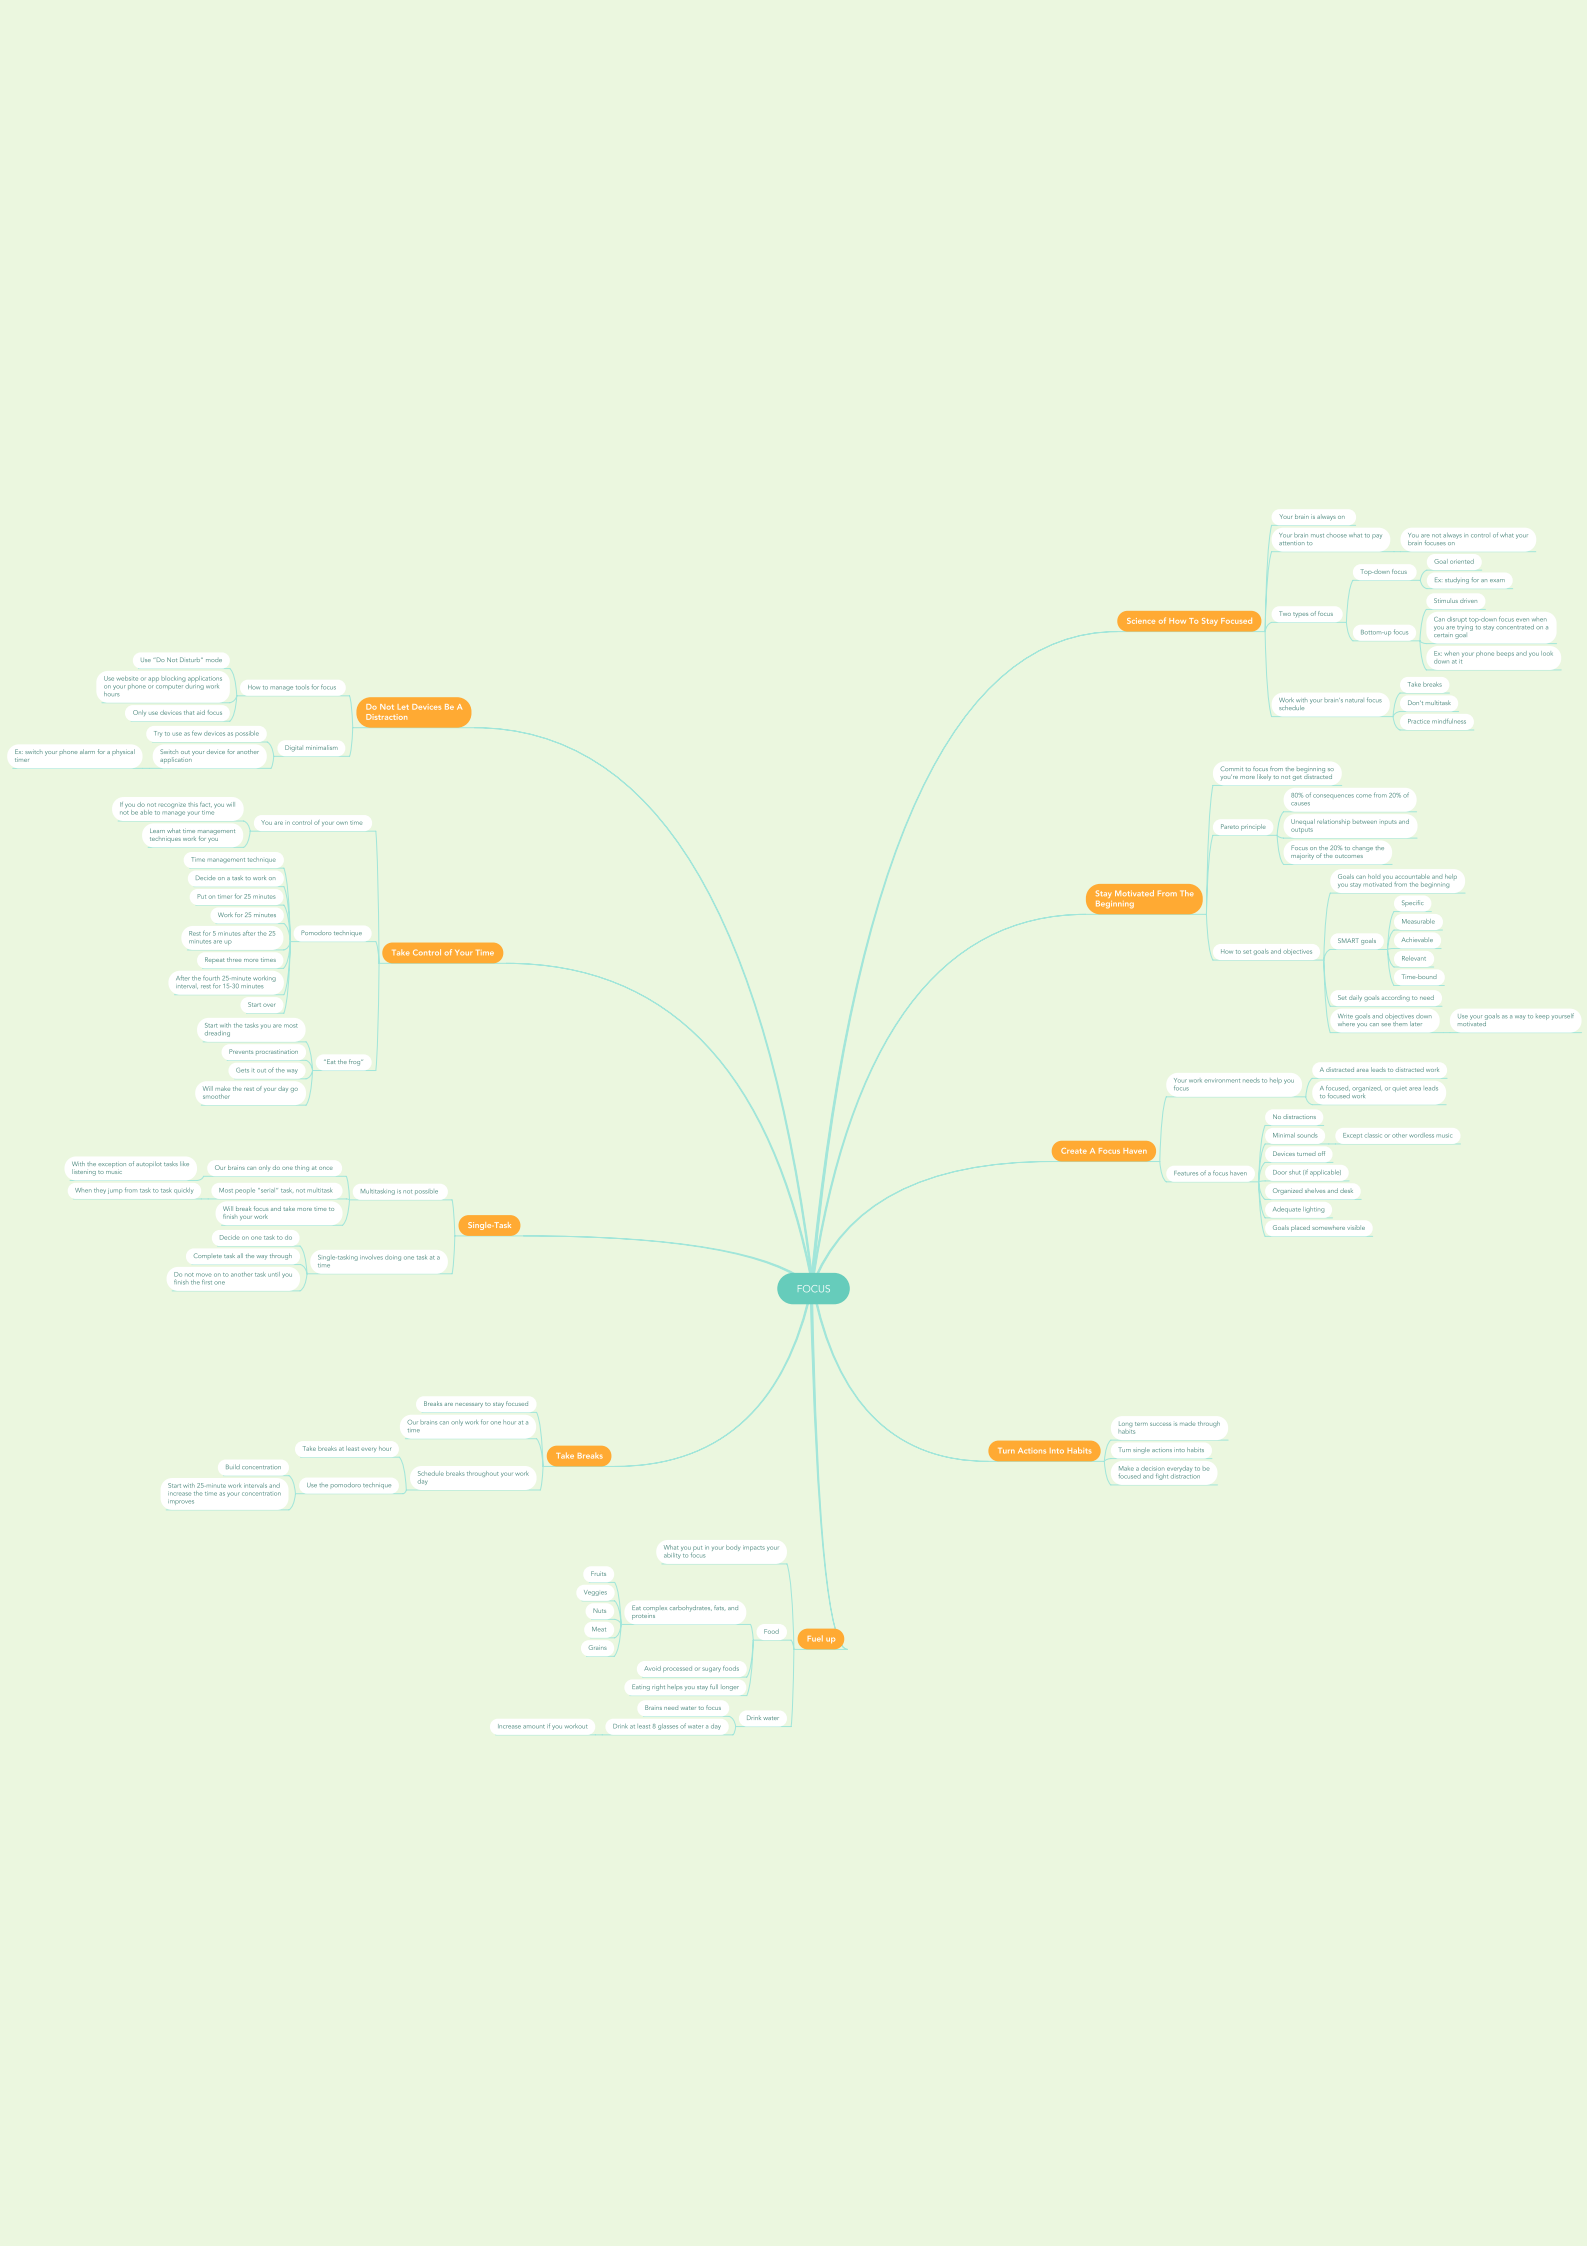 FOCUS
Science of How To Stay Focused
Your brain is always on
Your brain must choose what to pay
attention to
You are not always in control of what your
brain focuses on
Two types of focus
Top-down focus
Goal oriented
Ex: studying for an exam
Bottom-up focus
Stimulus driven
Can disrupt top-down focus even when
you are trying to stay concentrated on a
certain goal
Ex: when your phone beeps and you look
down at it
Work with your brain's natural focus
schedule
Take breaks
Don't multitask
Practice mindfulness
Stay Motivated From The
Beginning
Commit to focus from the beginning so
you're more likely to not get distracted
Pareto principle
80% of consequences come from 20% of
causes
Unequal relationship between inputs and
outputs
Focus on the 20% to change the
majority of the outcomes
How to set goals and objectives
Goals can hold you accountable and help
you stay motivated from the beginning
SMART goals
Specific
Measurable
Achievable
Relevant
Time-bound
Set daily goals according to need
Write goals and objectives down
where you can see them later
Use your goals as a way to keep yourself
motivated
Create A Focus Haven
Your work environment needs to help you
focus
A distracted area leads to distracted work
A focused, organized, or quiet area leads
to focused work
Features of a focus haven
No distractions
Minimal sounds
Except classic or other wordless music
Devices turned off
Door shut (if applicable)
Organized shelves and desk
Adequate lighting
Goals placed somewhere visible
Turn Actions Into Habits
Long term success is made through
habits
Turn single actions into habits
Make a decision everyday to be
focused and fight distraction
Fuel up
What you put in your body impacts your
ability to focus
Food
Eat complex carbohydrates, fats, and
proteins
Fruits
Veggies
Nuts
Meat
Grains
Avoid processed or sugary foods
Eating right helps you stay full longer
Drink water
Brains need water to focus
Drink at least 8 glasses of water a day
Increase amount if you workout
Take Breaks
Breaks are necessary to stay focused
Our brains can only work for one hour at a
time
Schedule breaks throughout your work
day
Take breaks at least every hour
Use the pomodoro technique
Build concentration
Start with 25-minute work intervals and
increase the time as your concentration
improves
Single-Task
Multitasking is not possible
Our brains can only do one thing at once
With the exception of autopilot tasks like
listening to music
Most people "serial" task, not multitask
When they jump from task to task quickly
Will break focus and take more time to
finish your work
Single-tasking involves doing one task at a
time
Decide on one task to do
Complete task all the way through
Do not move on to another task until you
finish the first one
Take Control of Your Time
You are in control of your own time
If you do not recognize this fact, you will
not be able to manage your time
Learn what time management
techniques work for you
Pomodoro technique
Time management technique
Decide on a task to work on
Put on timer for 25 minutes
Work for 25 minutes
Rest for 5 minutes after the 25
minutes are up
Repeat three more times
After the fourth 25-minute working
interval, rest for 15-30 minutes
Start over
"Eat the frog"
Start with the tasks you are most
dreading
Prevents procrastination
Gets it out of the way
Will make the rest of your day go
smoother
Do Not Let Devices Be A
Distraction
How to manage tools for focus
Use "Do Not Disturb" mode
Use website or app blocking applications
on your phone or computer during work
hours
Only use devices that aid focus
Digital minimalism
Try to use as few devices as possible
Switch out your device for another
application
Ex: switch your phone alarm for a physical
timer